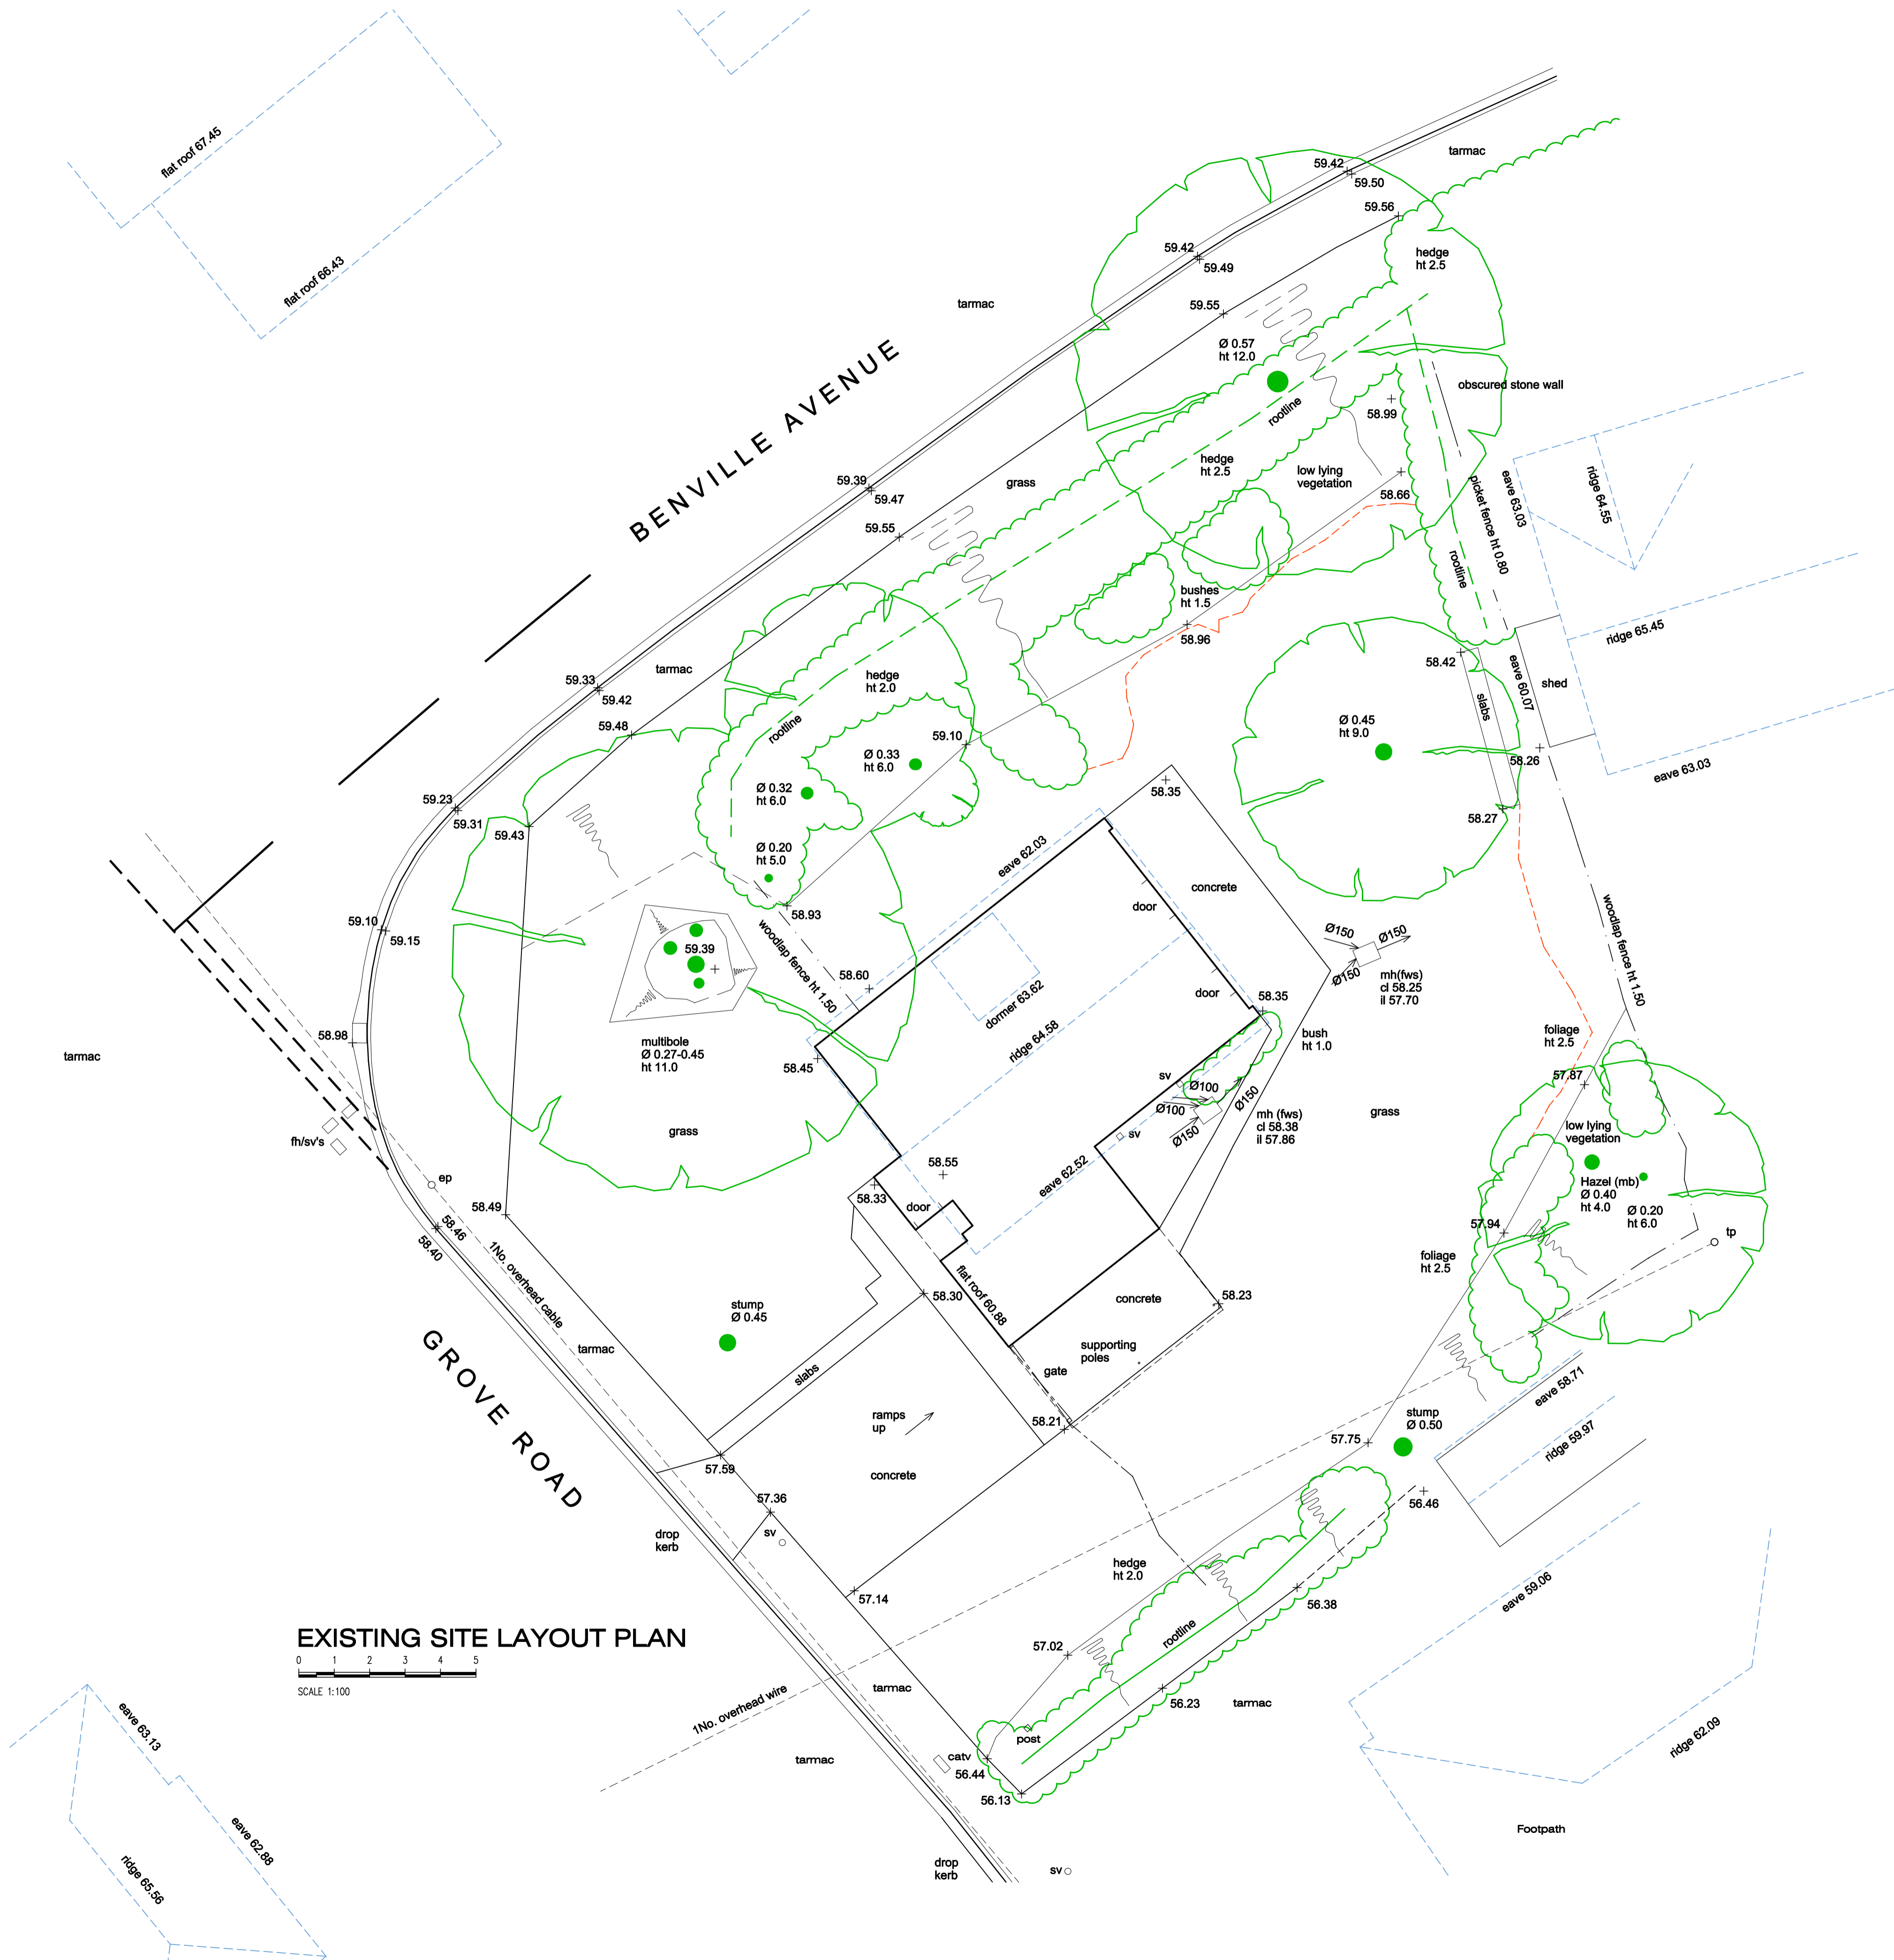 flat roof 67.45
flat roof 66.43
BENVILLE AVENUE
tarmac
tarmac
59.42
59.50
59.56
59.42
59.49
59.55
hedge
ht 2.5
Ø 0.57
ht 12.0
obscured stone wall
58.99
rootline
hedge
ht 2.5
low lying
vegetation
58.66
grass
59.39
59.47
59.55
picket fence ht 0.80
rootline
eave 63.03
ridge 64.55
ridge 65.45
eave 63.03
eave 60.07
shed
slabs
58.42
58.26
58.27
bushes
ht 1.5
58.96
Ø 0.45
ht 9.0
tarmac
59.33
59.42
59.48
hedge
ht 2.0
rootline
59.10
Ø 0.33
ht 6.0
Ø 0.32
ht 6.0
Ø 0.20
ht 5.0
59.23
59.31
59.43
58.35
eave 62.03
concrete
door
58.93
woodlap fence ht 1.50
58.60
59.10
59.15
59.39
multibole
Ø 0.27-0.45
ht 11.0
dormer 63.62
ridge 64.58
door
58.35
Ø150
Ø150
Ø150
mh(fws)
cl 58.25
il 57.70
woodlap fence ht 1.50
bush
ht 1.0
foliage
ht 2.5
57.87
58.98
tarmac
58.45
sv
Ø100
Ø100
Ø150
Ø150
sv
mh (fws)
cl 58.38
il 57.86
grass
grass
low lying
vegetation
Hazel (mb)
Ø 0.40
ht 4.0
Ø 0.20
ht 6.0
tp
57.94
foliage
ht 2.5
fh/sv's
ep
58.49
58.46
58.40
1No. overhead cable
58.55
58.33
door
eave 62.52
flat roof 60.88
58.30
concrete
58.23
supporting
poles
gate
58.21
stump
Ø 0.45
tarmac
slabs
GROVE ROAD
ramps
up
concrete
57.59
57.36
sv
drop
kerb
57.14
57.75
stump
Ø 0.50
56.46
eave 58.71
ridge 59.97
eave 59.06
ridge 62.09
hedge
ht 2.0
56.38
57.02
rootline
56.23
tarmac
tarmac
1No. overhead wire
tarmac
catv
post
56.44
56.13
drop
kerb
sv
Footpath
EXISTING SITE LAYOUT PLAN
0 1 2 3 4 5
SCALE 1:100
eave 63.13
eave 62.88
ridge 65.56